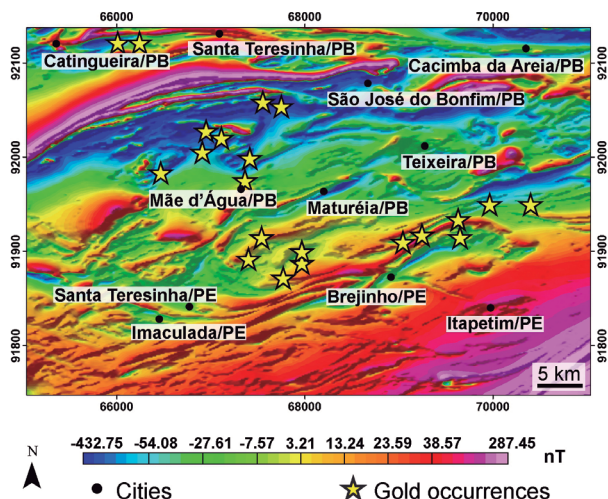 66000 68000 70000
92100 92100
Santa Teresinha/PB
Catingueira/PB
Cacimba da Areia/PB
São José do Bonfim/PB
92000 92000
Teixeira/PB
Mãe d'Água/PB
Maturéia/PB
91900 91900
Santa Teresinha/PE
Brejinho/PE
Imaculada/PE
Itapetim/PE
91800 91800
5 km
66000 68000 70000
N
-432.75 -54.08 -27.61 -7.57 3.21 13.24 23.59 38.57 287.45 nT
Cities Gold occurrences